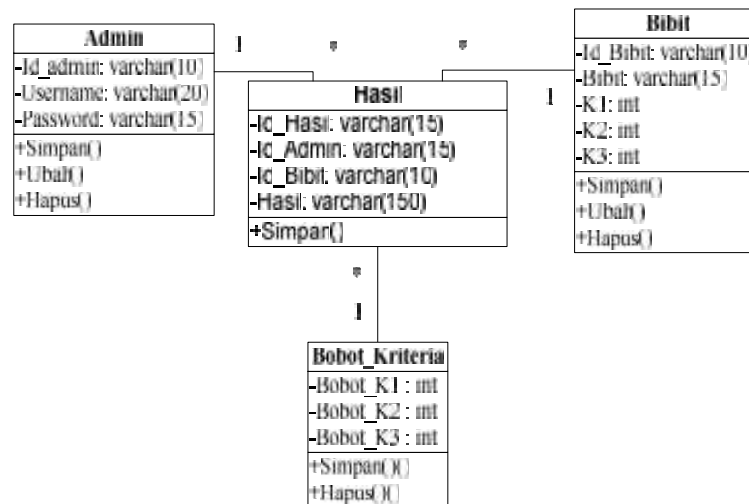 Admin
-Id_admin: varchar(10)
-Username: varchar(20)
-Password: varchar(15)
+Simpan()
+Ubah()
+Hapus()
1
*
*
1
Bibit
-Id_Bibit: varchar(10)
-Bibit: varchar(15)
-K1: int
-K2: int
-K3: int
+Simpan()
+Ubah()
+Hapus()
Hasil
-Id_Hasil: varchar(15)
-Id_Admin: varchar(15)
-Id_Bibit: varchar(10)
-Hasil: varchar(150)
+Simpan()
*
1
Bobot_Kriteria
-Bobot_K1 : int
-Bobot_K2 : int
-Bobot_K3 : int
+Simpan()()
+Hapus()()